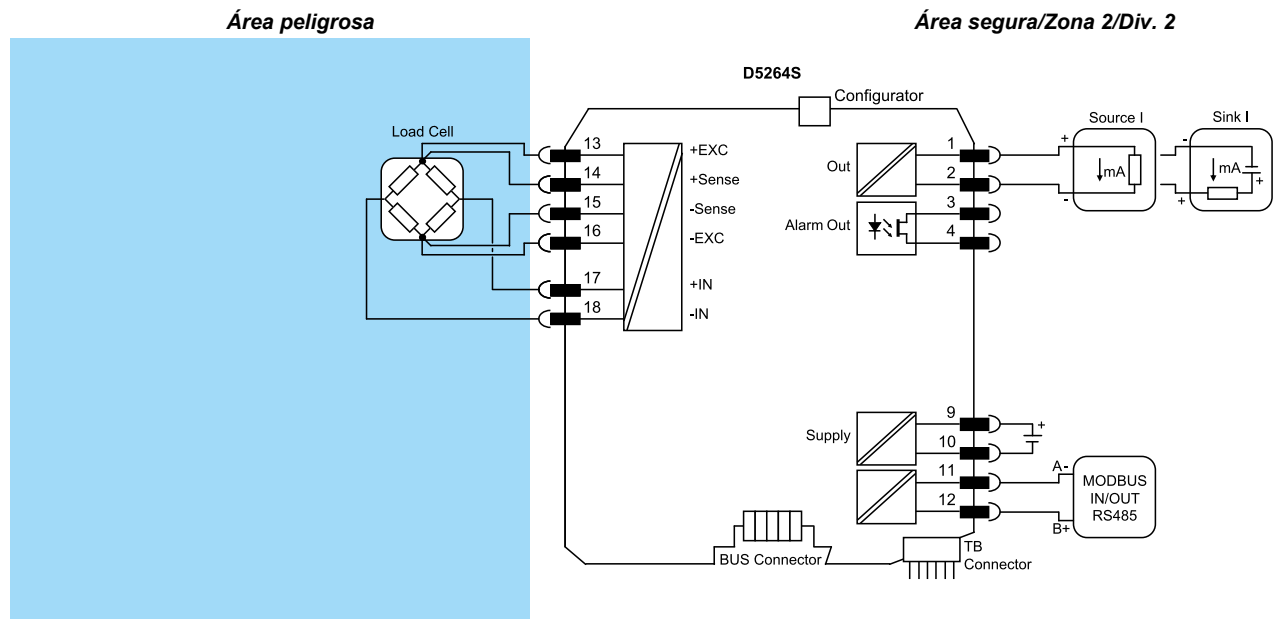 Área peligrosa
Área segura/Zona 2/Div. 2
D5264S
Configurator
Load Cell
13
+EXC
14
+Sense
15
-Sense
16
-EXC
17
+IN
18
-IN
Out
1
2
Alarm Out
3
4
Source I
+
mA
-
Sink I
-
mA
+
+
Supply
9
10
+
11
12
A-
B+
MODBUS
IN/OUT
RS485
BUS Connector
TB
Connector